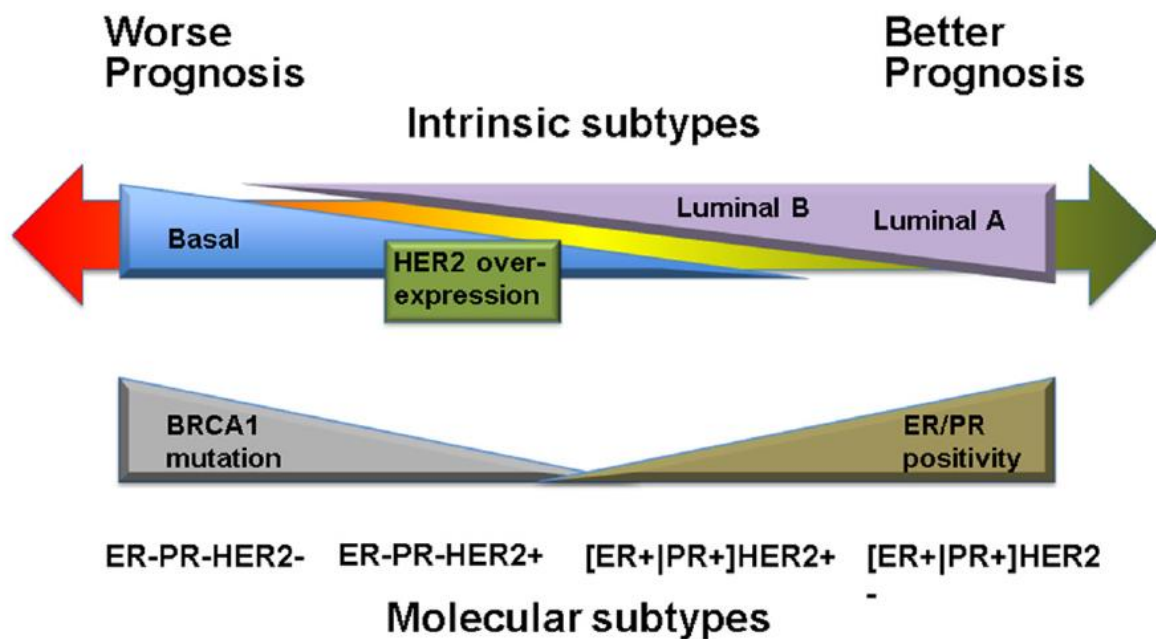 Worse
Prognosis
Better
Prognosis
Intrinsic subtypes
Basal
HER2 over-
expression
Luminal B
Luminal A
BRCA1
mutation
ER/PR
positivity
ER-PR-HER2-
ER-PR-HER2+
[ER+|PR+]HER2+
[ER+|PR+]HER2
-
Molecular subtypes